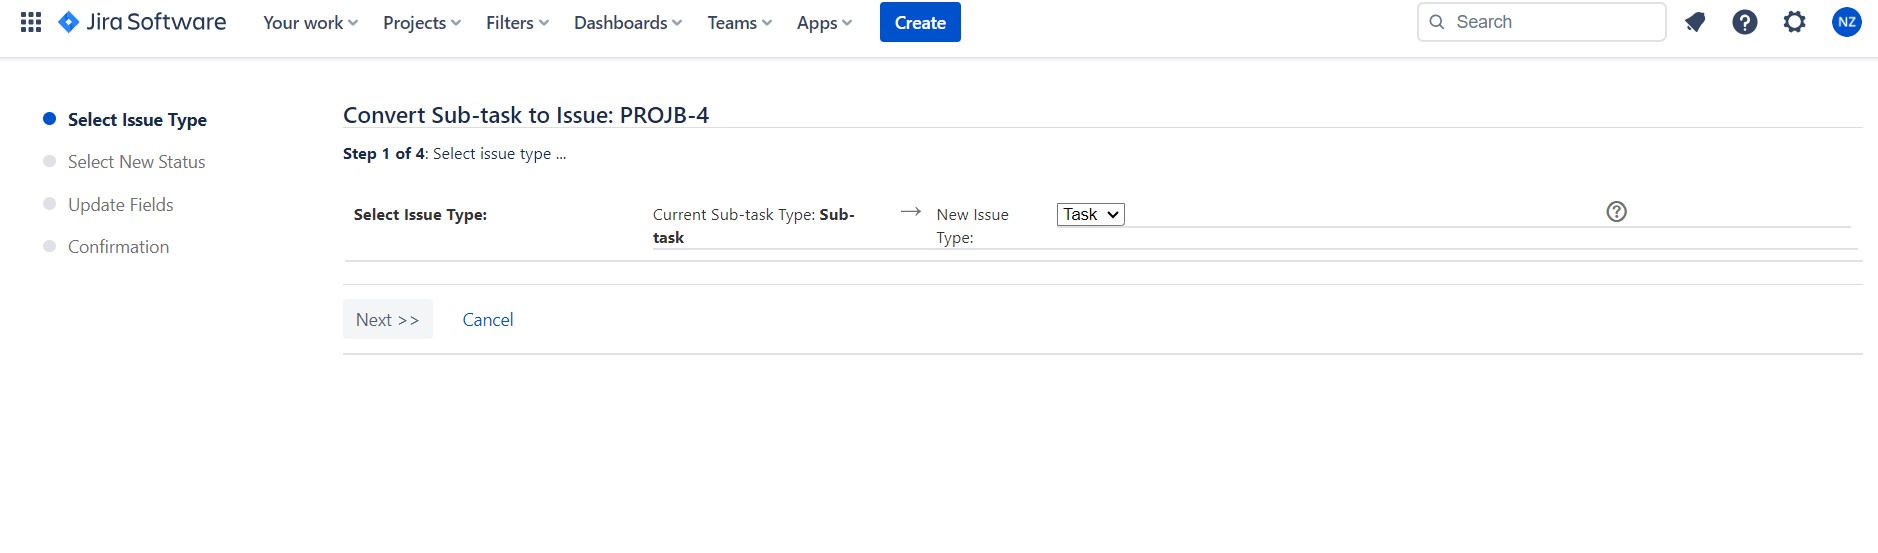 Jira Software Your work Projects Filters Dashboards Teams Apps Create Search NZ
Select Issue Type
Select New Status
Update Fields
Confirmation
Convert Sub-task to Issue: PROJB-4
Step 1 of 4: Select issue type ...
Select Issue Type: Current Sub-task Type: Sub- → New Issue Task
task Type:
Next >> Cancel